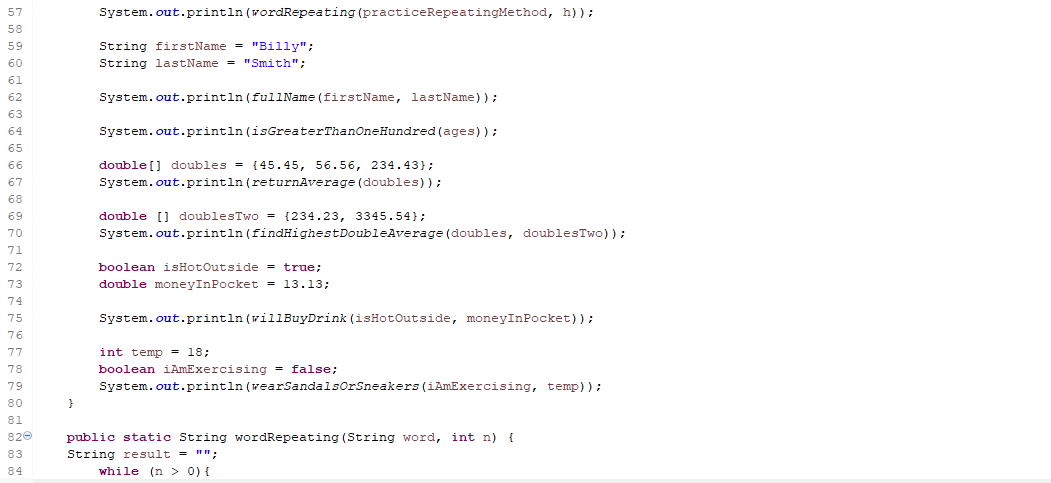 57 System.out.println(wordRepeating(practiceRepeatingMethod, h));
58
59 String firstName = "Billy";
60 String lastName = "Smith";
61
62 System.out.println(fullName(firstName, lastName));
63
64 System.out.println(isGreaterThanOneHundred(ages));
65
66 double[] doubles = {45.45, 56.56, 234.43};
67 System.out.println(returnAverage(doubles));
68
69 double [] doublesTwo = {234.23, 3345.54};
70 System.out.println(findHighestDoubleAverage(doubles, doublesTwo));
71
72 boolean isHotOutside = true;
73 double moneyInPocket = 13.13;
74
75 System.out.println(willBuyDrink(isHotOutside, moneyInPocket));
76
77 int temp = 18;
78 boolean iAmExercising = false;
79 System.out.println(wearSandalsOrSneakers(iAmExercising, temp));
80 }
81
82 public static String wordRepeating(String word, int n) {
83 String result = "";
84 while (n > 0){